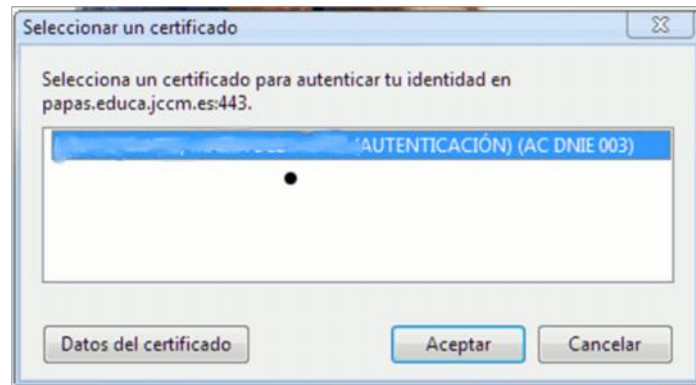 Seleccionar un certificado
Selecciona un certificado para autenticar tu identidad en
papas.educa.jccm.es:443.
(AUTENTICACIÓN) (AC DNIE 003)
Datos del certificado
Aceptar
Cancelar